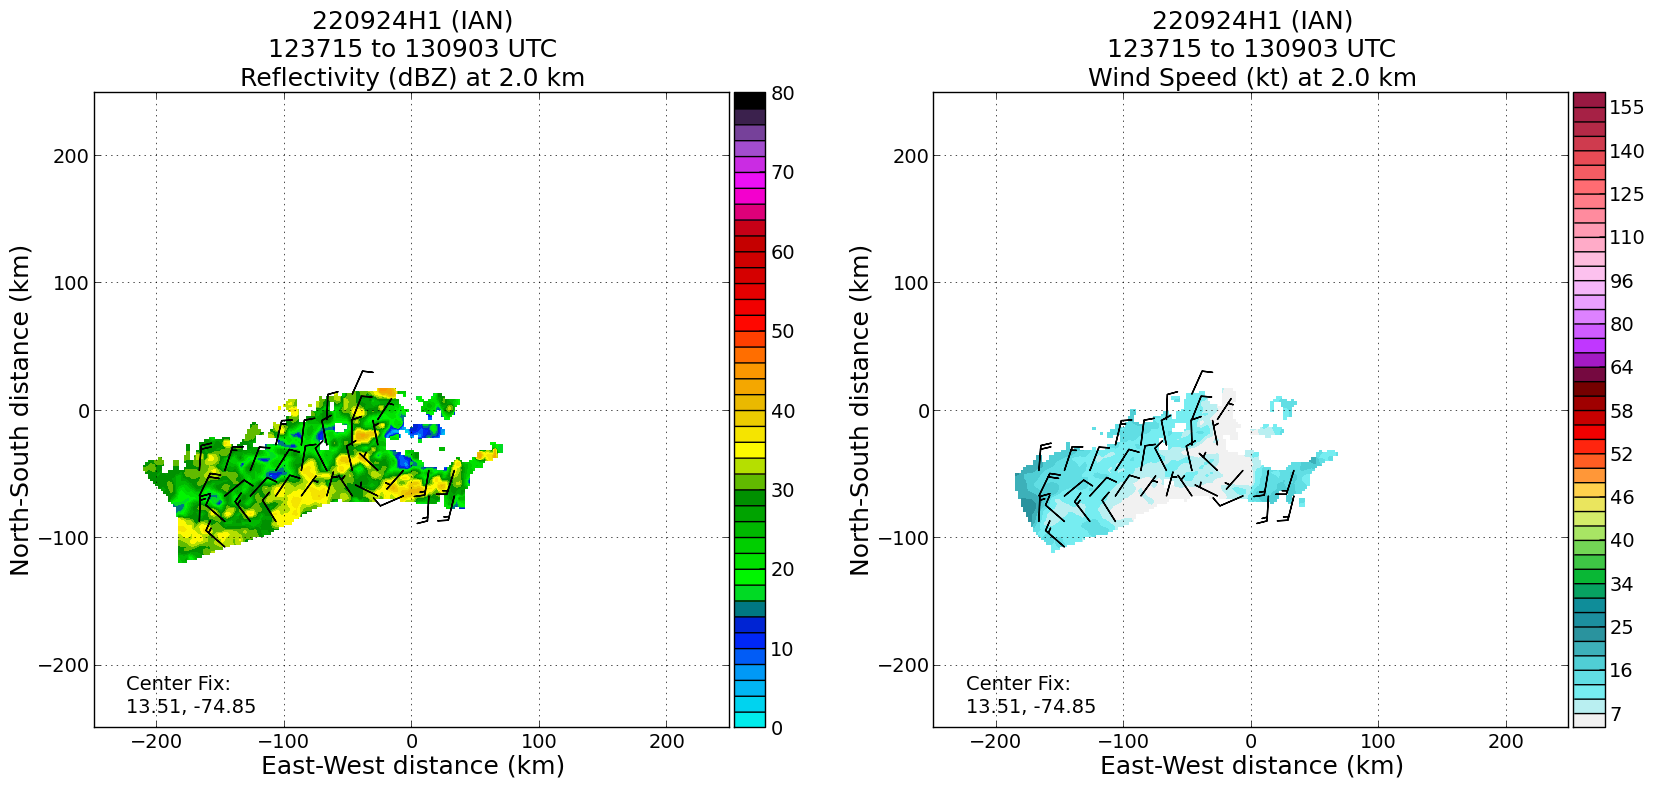 220924H1 (IAN)
123715 to 130903 UTC
Reflectivity (dBZ) at 2.0 km
North-South distance (km)
200
100
0
−100
−200
Center Fix:
13.51, -74.85
−200 −100 0 100 200
East-West distance (km)
80
70
60
50
40
30
20
10
0
220924H1 (IAN)
123715 to 130903 UTC
Wind Speed (kt) at 2.0 km
North-South distance (km)
200
100
0
−100
−200
Center Fix:
13.51, -74.85
−200 −100 0 100 200
East-West distance (km)
155
140
125
110
96
80
64
58
52
46
40
34
25
16
7